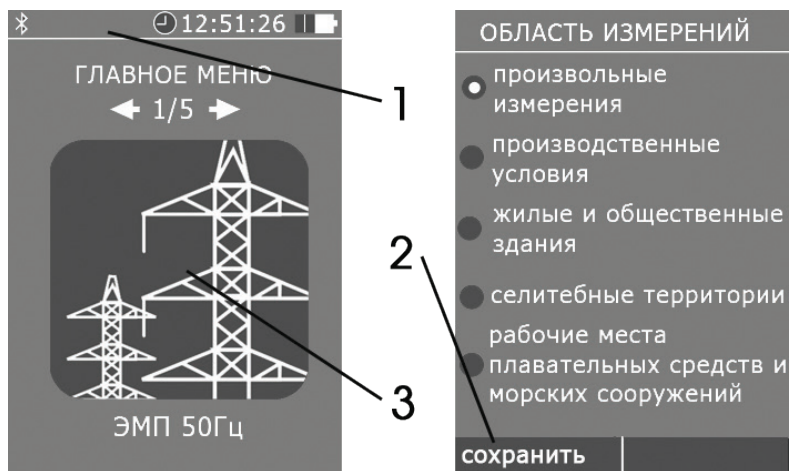 12:51:26
ГЛАВНОЕ МЕНЮ
1/5
ЭМП 50Гц
1
3
ОБЛАСТЬ ИЗМЕРЕНИЙ
произвольные
измерения
производственные
условия
жилые и общественные
здания
селитебные территории
рабочие места
плавательных средств и
морских сооружений
сохранить
2